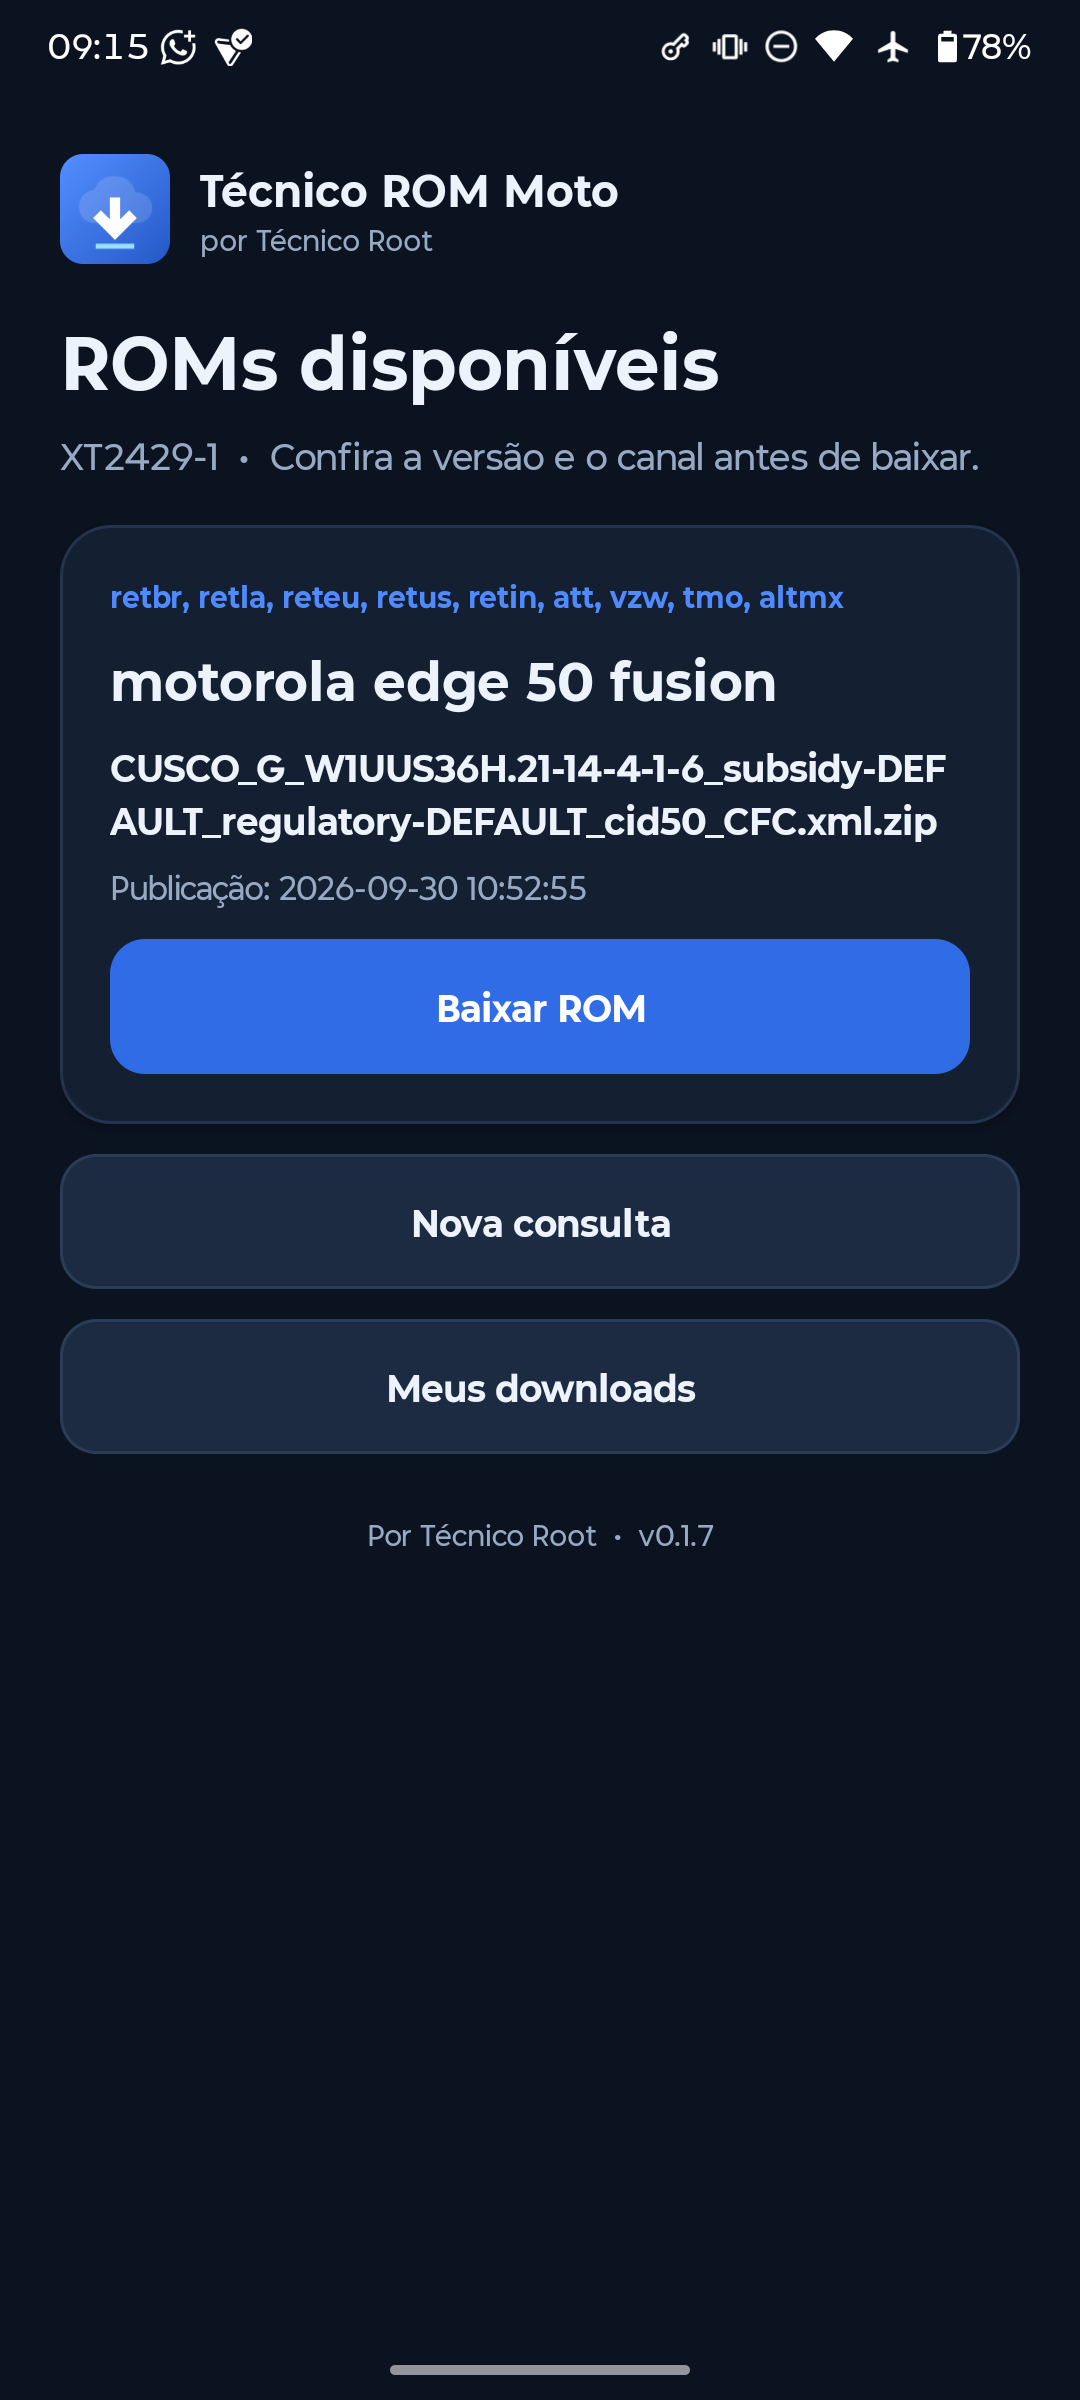 09:15
78%
Técnico ROM Moto
por Técnico Root
ROMs disponíveis
XT2429-1 • Confira a versão e o canal antes de baixar.
retbr, retla, reteu, retus, retin, att, vzw, tmo, altmx
motorola edge 50 fusion
CUSCO_G_W1UUS36H.21-14-4-1-6_subsidy-DEF
AULT_regulatory-DEFAULT_cid50_CFC.xml.zip
Publicação: 2026-09-30 10:52:55
Baixar ROM
Nova consulta
Meus downloads
Por Técnico Root • v0.1.7